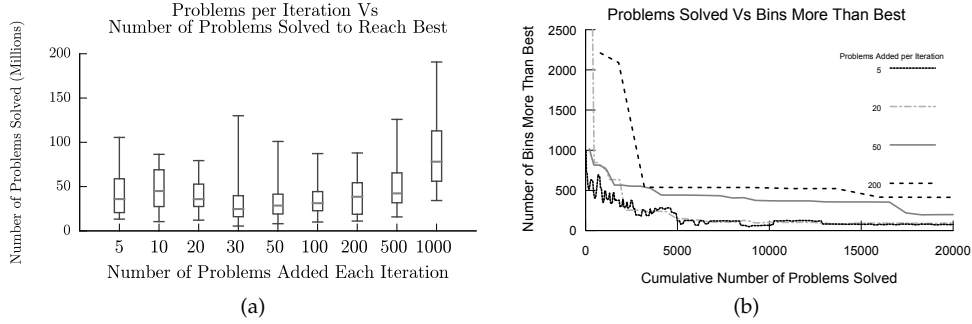 Problems per Iteration Vs
Number of Problems Solved to Reach Best
Number of Problems Solved (Millions)
200
150
100
50
0
5 10 20 30 50 100 200 500 1000
Number of Problems Added Each Iteration
(a)
Problems Solved Vs Bins More Than Best
Number of Bins More Than Best
2500
2000
1500
1000
500
0
Problems Added per Iteration
5
20
50
200
0 5000 10000 15000 20000
Cumulative Number of Problems Solved
(b)